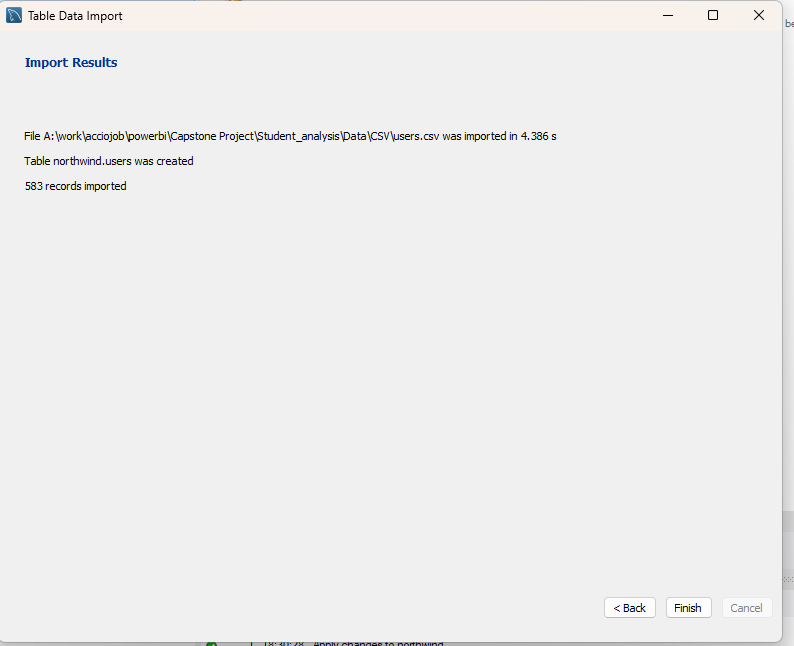 Table Data Import
be
Import Results
File A:\work\acciojob\powerbi\Capstone Project\Student_analysis\Data\CSV\users.csv was imported in 4.386 s
Table northwind.users was created
583 records imported
< Back Finish Cancel
1 18:30:28 Apply changes to northwind